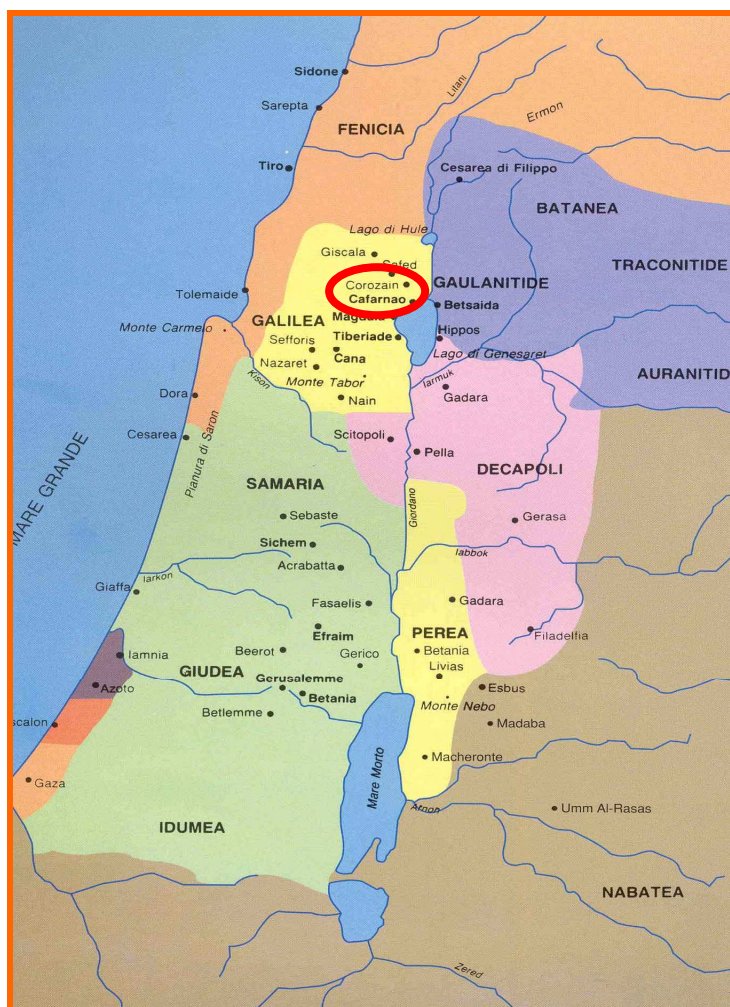 Sidone
Sarepta
Litani
Ermon
FENICIA
Tiro
Cesarea di Filippo
BATANEA
Lago di Hule
Giscala
Safed
TRACONITIDE
Corozain
GAULANITIDE
Tolemaide
Cafarnao
Betsaida
Magdala
GALILEA
Monte Carmelo
Tiberiade
Hippos
Sefforis
Cana
Lago di Genesaret
Nazaret
Kison
Monte Tabor
Iarmuk
AURANITID
Dora
Nain
Gadara
Cesarea
Scitopoli
Pianura di Saron
Pella
DECAPOLI
MARE GRANDE
SAMARIA
Giordano
Sebaste
Gerasa
Sichem
Iabbok
Acrabatta
Iarkon
Giaffa
Fasaelis
Gadara
Efraim
PEREA
Filadelfia
Iamnia
Beerot
Betania
GIUDEA
Gerico
Livias
Azoto
Gerusalemme
Esbus
Betania
Monte Nebo
scalon
Betlemme
Madaba
Mare Morto
Macheronte
Gaza
Arnon
Umm Al-Rasas
IDUMEA
NABATEA
Zered